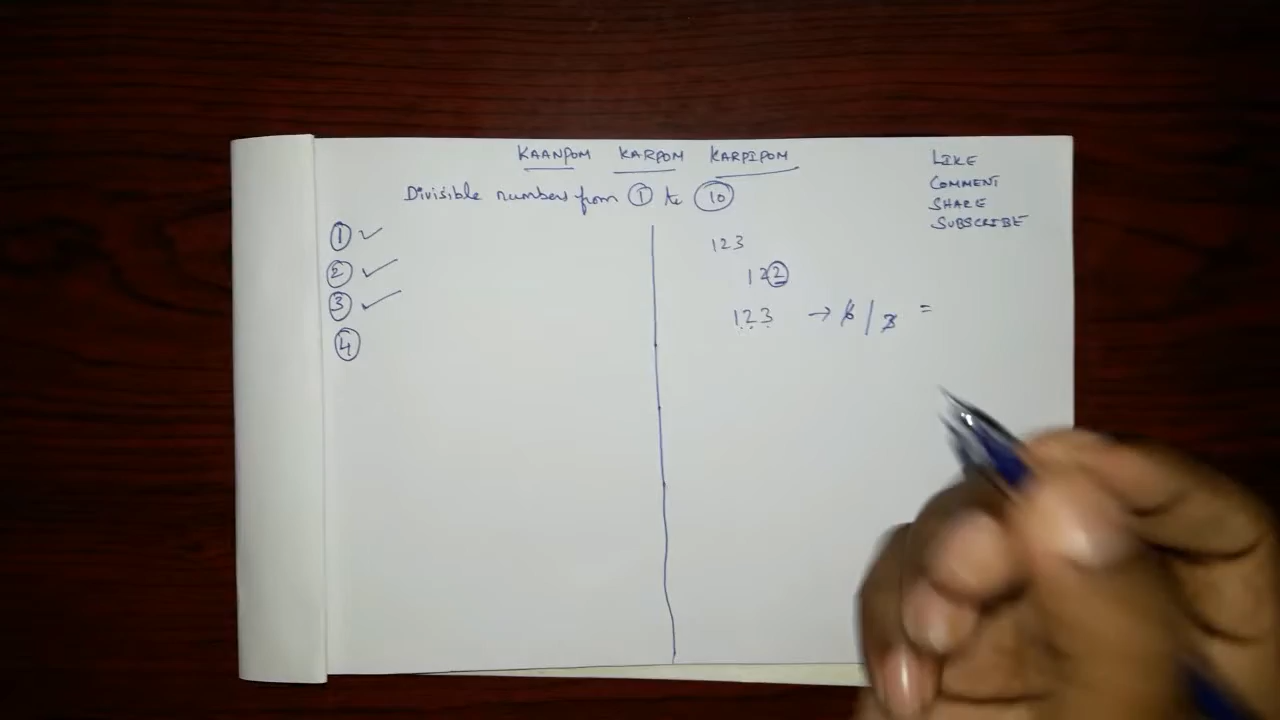 KAANPOM KARPOM KARPIPOM
Divisible numbers from 1 to 10
LIKE
COMMENT
SHARE
SUBSCRIBE
1 ✓
2 ✓
3 ✓
4
123
122
123 → 6 / 3 =